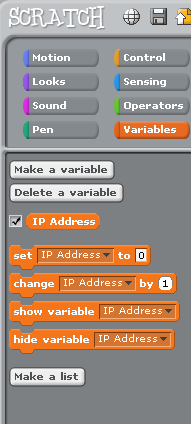 SCRATCH
Motion Control
Looks Sensing
Sound Operators
Pen Variables
Make a variable
Delete a variable
IP Address
set IP Address to 0
change IP Address by 1
show variable IP Address
hide variable IP Address
Make a list